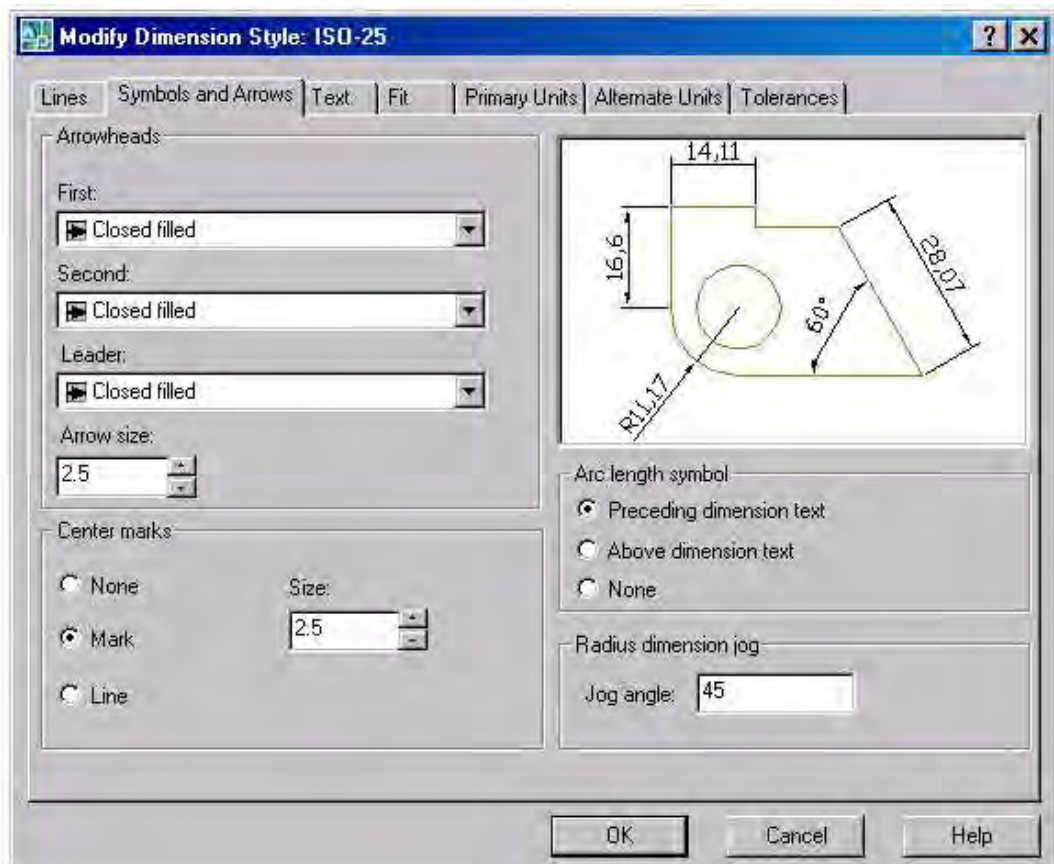 Modify Dimension Style: ISO-25
? X
Lines Symbols and Arrows Text Fit Primary Units Alternate Units Tolerances
Arrowheads
First:
Closed filled
Second:
Closed filled
Leader:
Closed filled
Arrow size:
2.5
Center marks
None
Mark
Line
Size:
2.5
14,11
16,6
28,07
60°
R11,17
Arc length symbol
Preceding dimension text
Above dimension text
None
Radius dimension jog
Jog angle: 45
OK Cancel Help